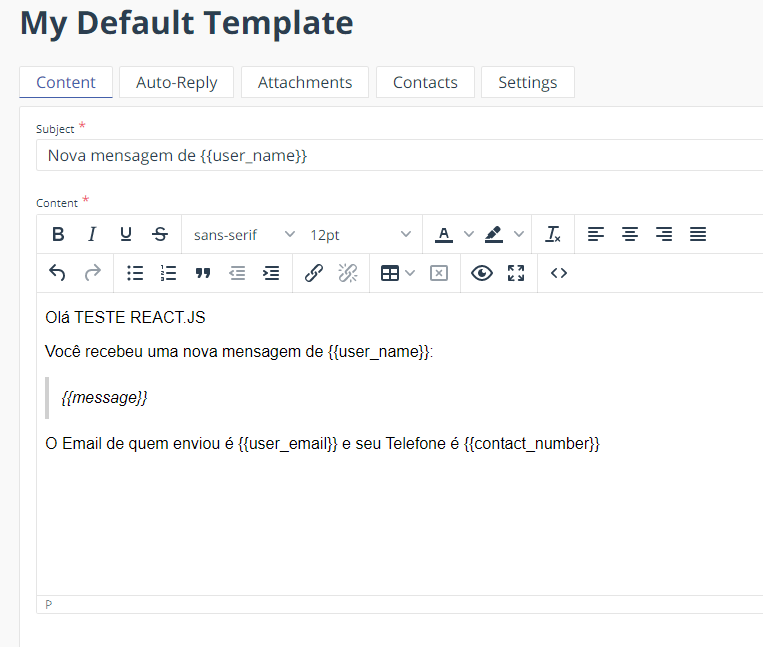 My Default Template
Content Auto-Reply Attachments Contacts Settings
Subject *
Nova mensagem de {{user_name}}
Content *
B I U S sans-serif 12pt A
Olá TESTE REACT.JS
Você recebeu uma nova mensagem de {{user_name}}:
{{message}}
O Email de quem enviou é {{user_email}} e seu Telefone é {{contact_number}}
P